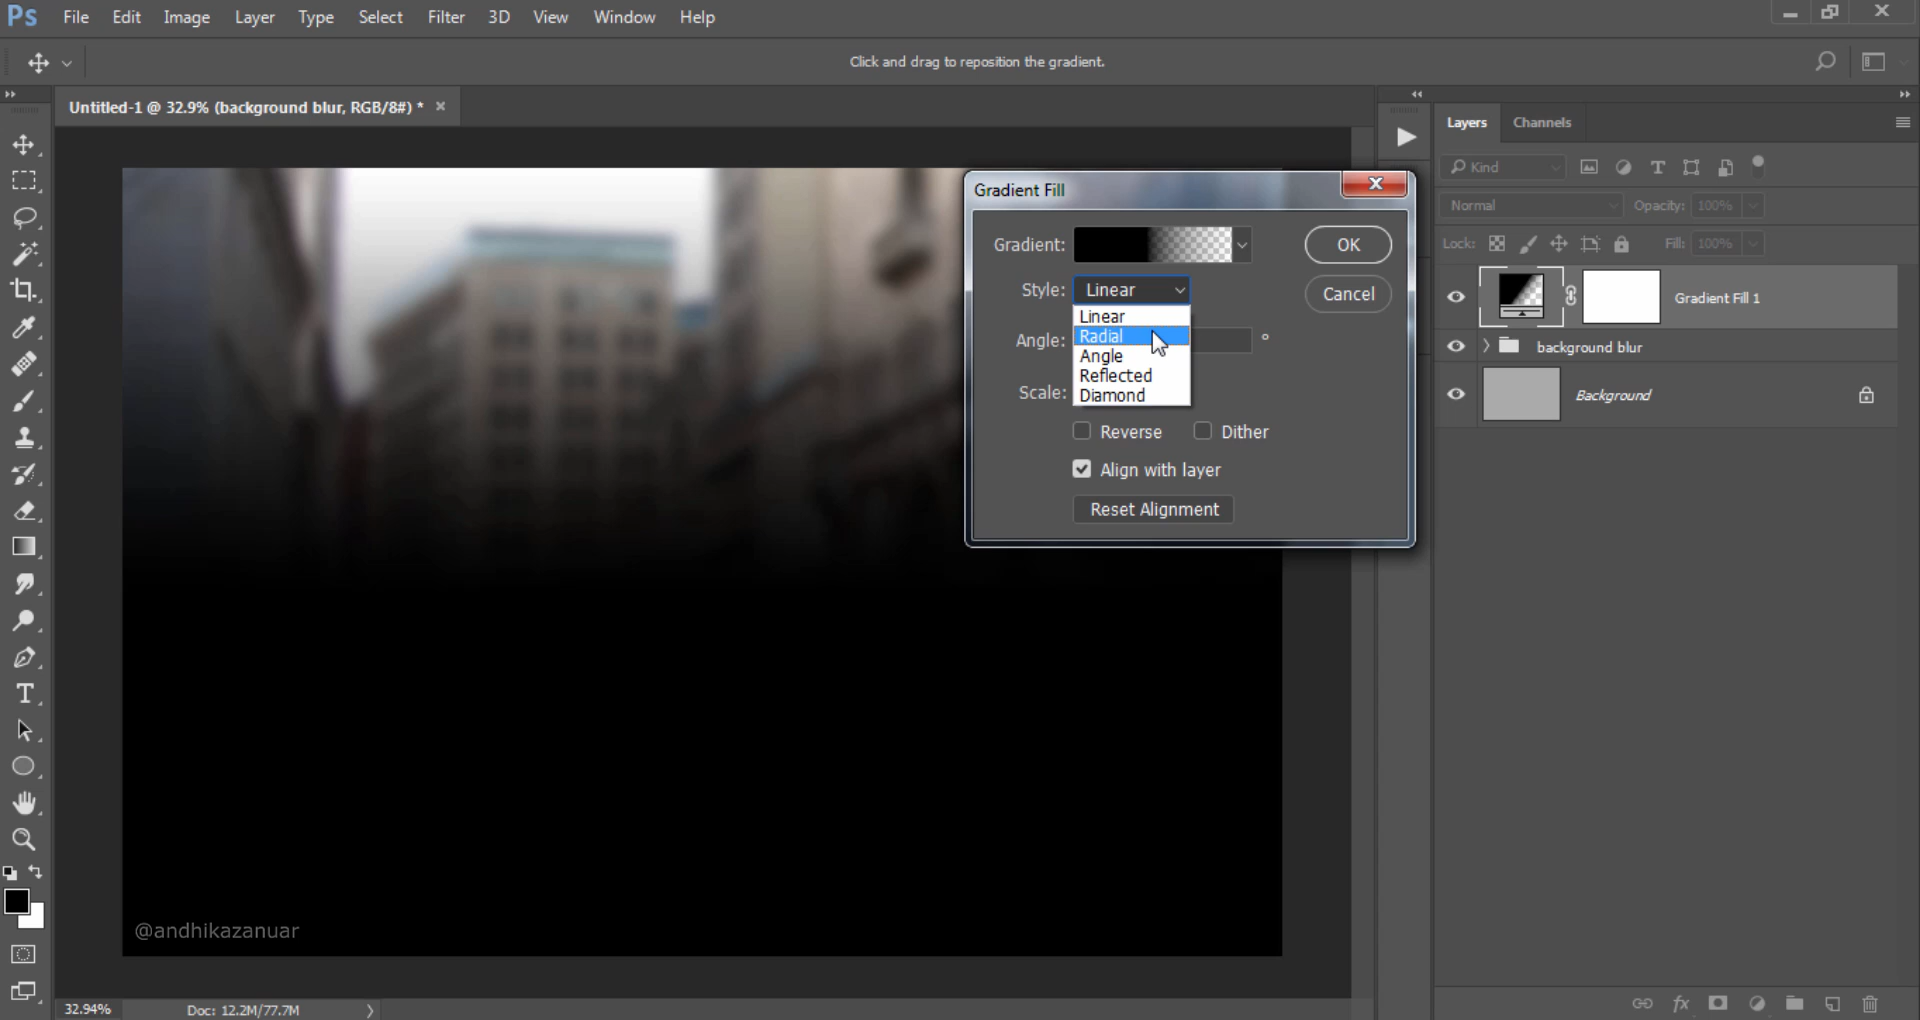 Ps File Edit Image Layer Type Select Filter 3D View Window Help
Click and drag to reposition the gradient.
Untitled-1 @ 32.9% (background blur, RGB/8#) *
Layers Channels
Kind
Normal Opacity: 100%
Lock: Fill: 100%
Gradient Fill 1
background blur
Background
Gradient Fill
Gradient: OK
Style: Linear Cancel
Linear
Radial
Angle: Angle °
Reflected
Scale: Diamond
Reverse Dither
Align with layer
Reset Alignment
@andhikazanuar
32.94% Doc: 12.2M/77.7M